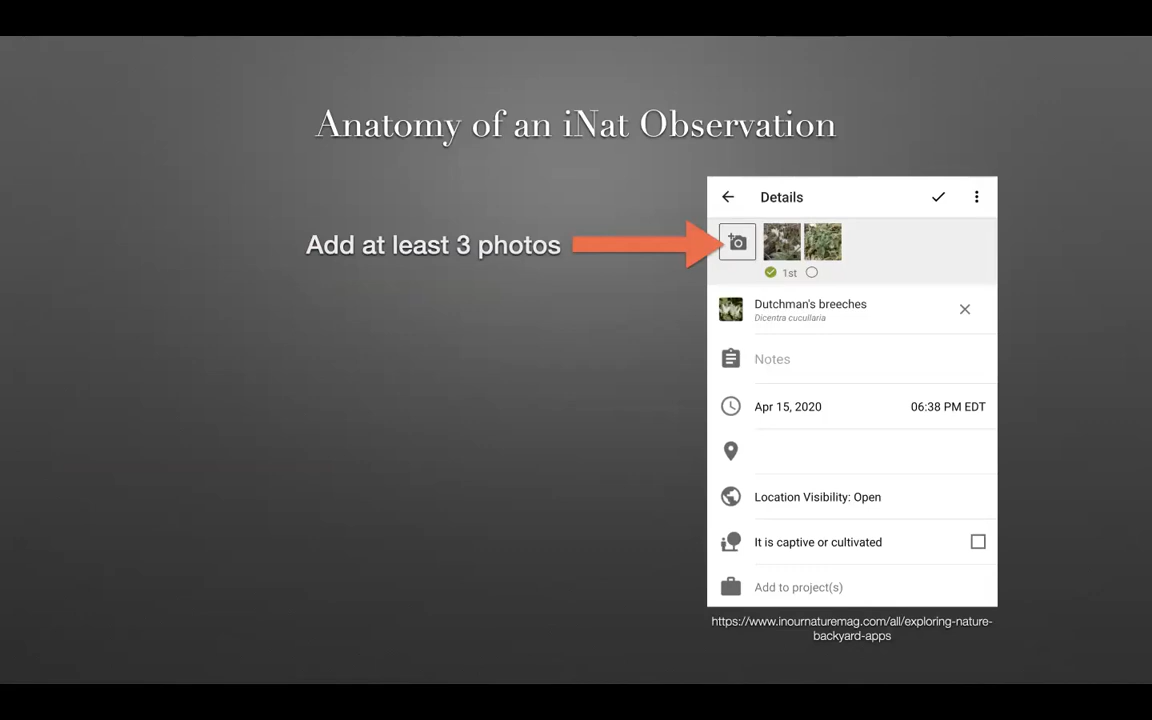 Anatomy of an iNat Observation
Add at least 3 photos
Details
1st
Dutchman's breeches
Dicentra cucullaria
Notes
Apr 15, 2020 06:38 PM EDT
Location Visibility: Open
It is captive or cultivated
Add to project(s)
https://www.inournaturemag.com/all/exploring-nature-
backyard-apps